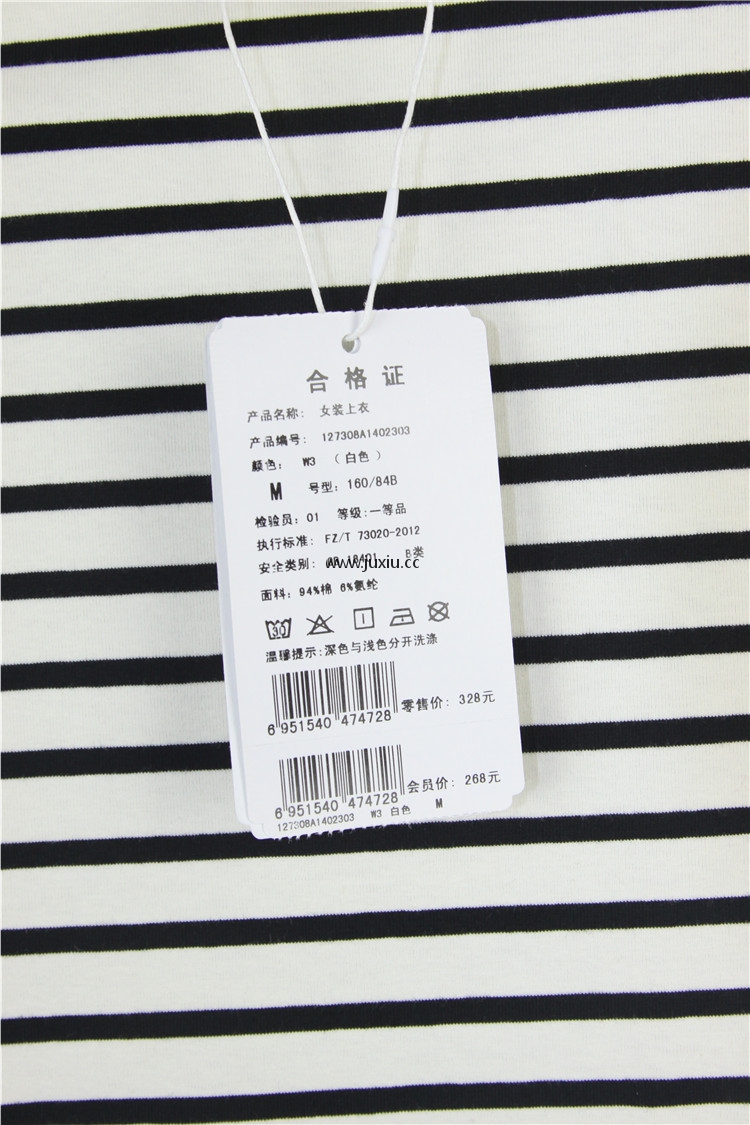 合格证
产品名称: 女装上衣
产品编号: 127308A1402303
颜色: W3 (白色)
M 号型: 160/84B
检验员: 01 等级:一等品
执行标准: FZ/T 73020-2012
安全类别: 18401 B类
www.juxiu.cc
面料: 94%棉 6%氨纶
30
温馨提示:深色与浅色分开洗涤
6 951540 474728 零售价: 328元
6 951540 474728 会员价: 268元
127308A1402303 W3 白色 M